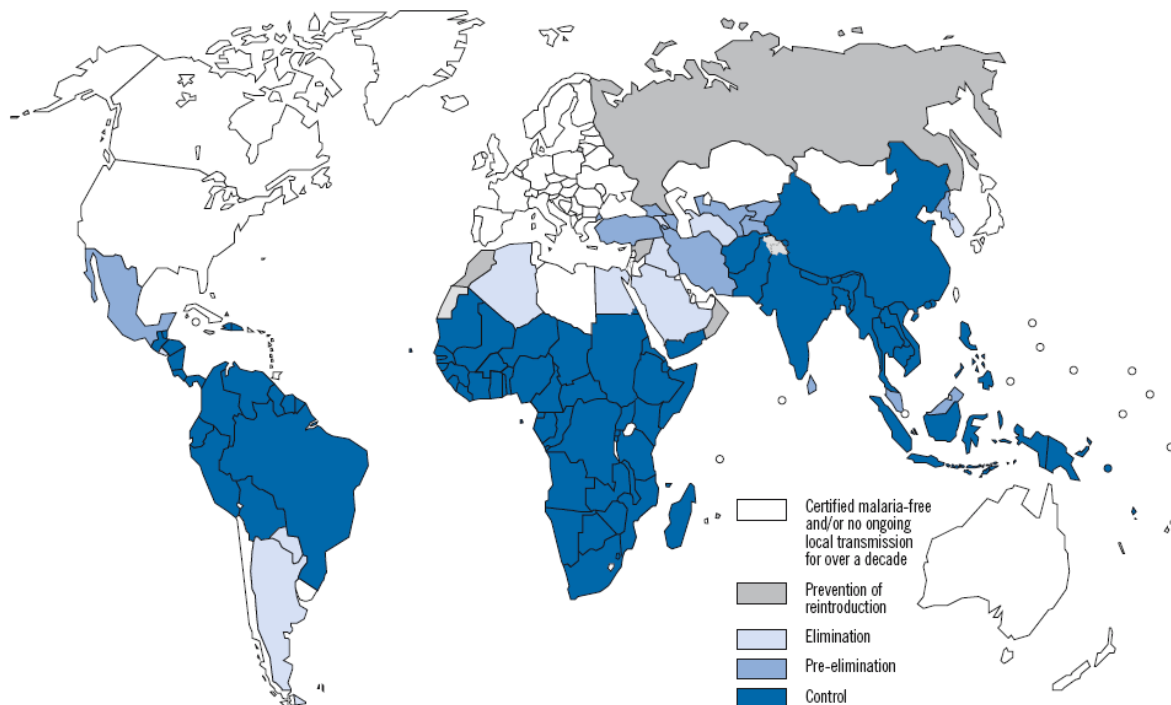 Certified malaria-free
and/or no ongoing
local transmission
for over a decade
Prevention of
reintroduction
Elimination
Pre-elimination
Control